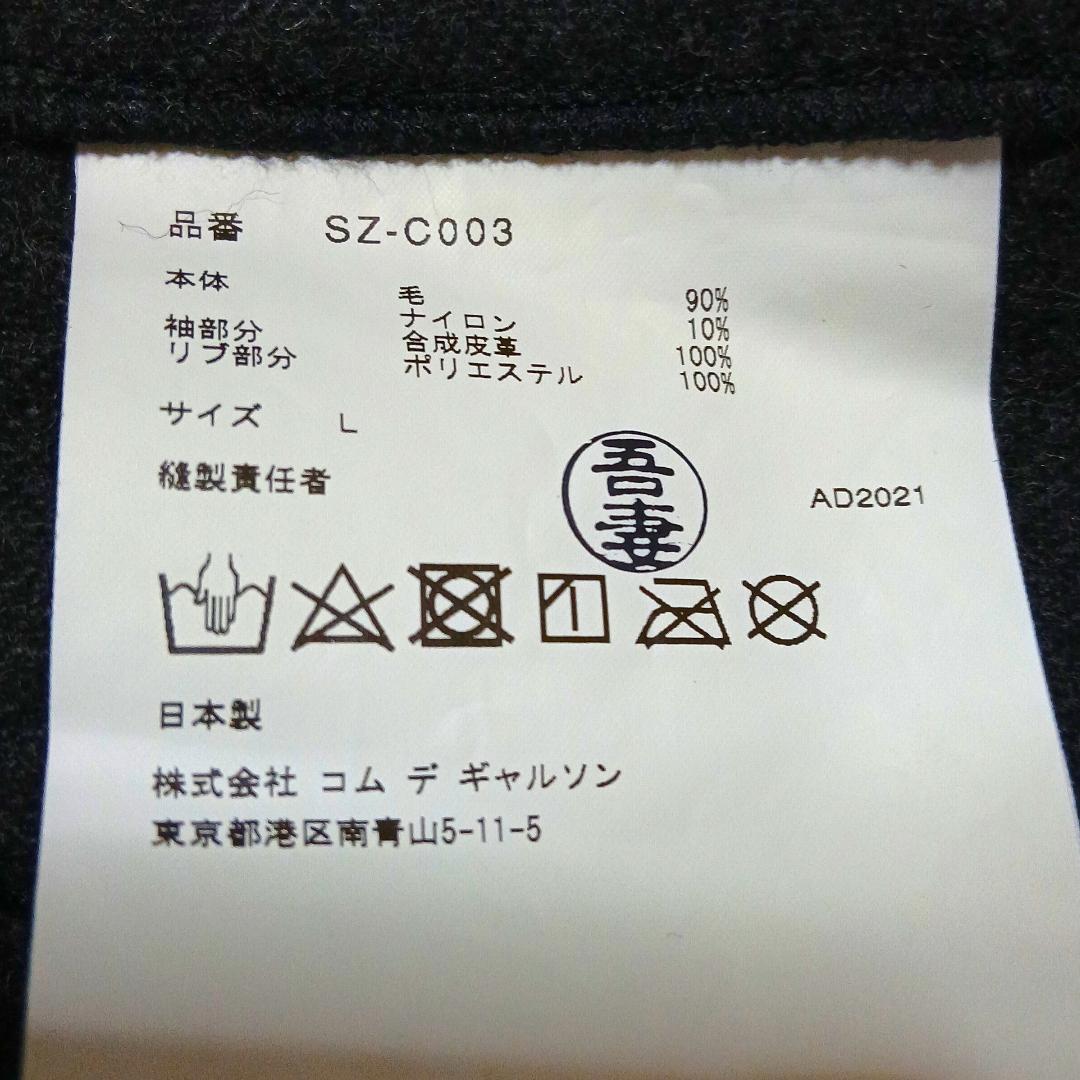 品番 SZ-C003
本体 毛 90%
ナイロン 10%
袖部分 合成皮革 100%
リブ部分 ポリエステル 100%
サイズ L
縫製責任者 吾妻 AD2021
日本製
株式会社 コム デ ギャルソン
東京都港区南青山5-11-5